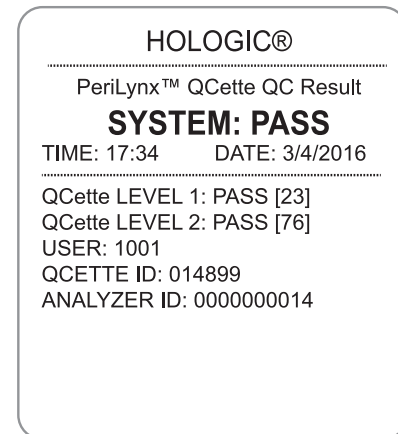 HOLOGIC®
PeriLynx™ QCette QC Result
SYSTEM: PASS
TIME: 17:34 DATE: 3/4/2016
QCette LEVEL 1: PASS [23]
QCette LEVEL 2: PASS [76]
USER: 1001
QCETTE ID: 014899
ANALYZER ID: 0000000014